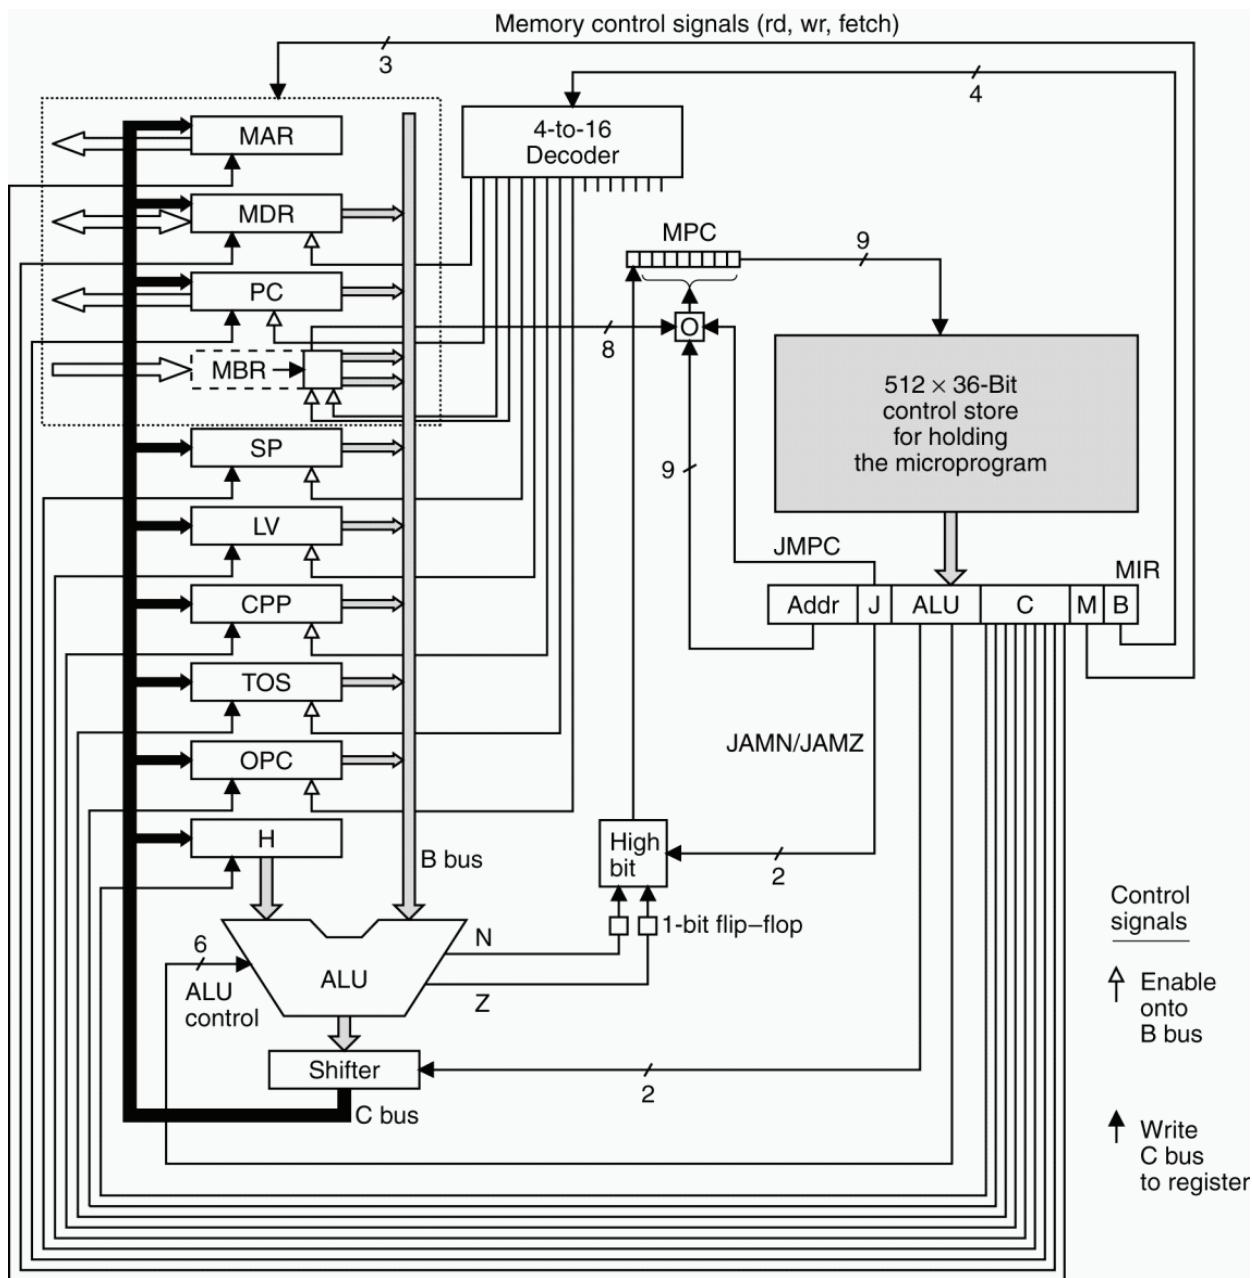 Memory control signals (rd, wr, fetch)
3
4
MAR
4-to-16
Decoder
MDR
MPC
9
PC
O
8
MBR
512 × 36-Bit
control store
for holding
the microprogram
SP
9
LV
JMPC
MIR
Addr
J
ALU
C
M
B
CPP
TOS
JAMN/JAMZ
OPC
H
High
bit
B bus
2
1-bit flip–flop
N
6
ALU
control
ALU
Z
Shifter
2
C bus
Control
signals
Enable
onto
B bus
Write
C bus
to register